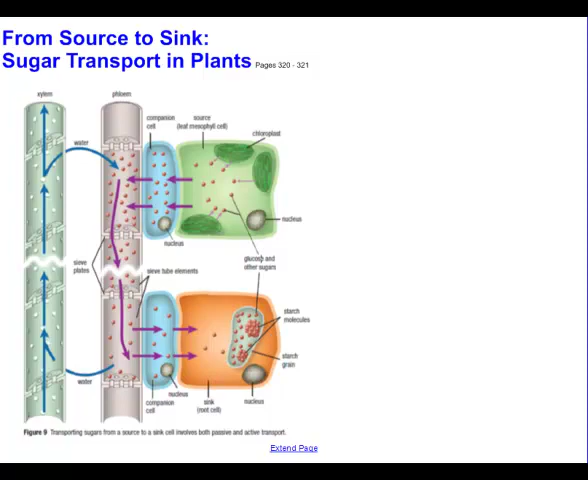 From Source to Sink:
Sugar Transport in Plants Pages 320 - 321
xylem
phloem
companion
cell
source
(leaf mesophyll cell)
chloroplast
water
nucleus
nucleus
glucose and
other sugars
sieve
plates
sieve tube elements
starch
molecules
starch
grain
water
nucleus
companion
cell
sink
(root cell)
nucleus
Figure 9 Transporting sugars from a source to a sink cell involves both passive and active transport.
Extend Page